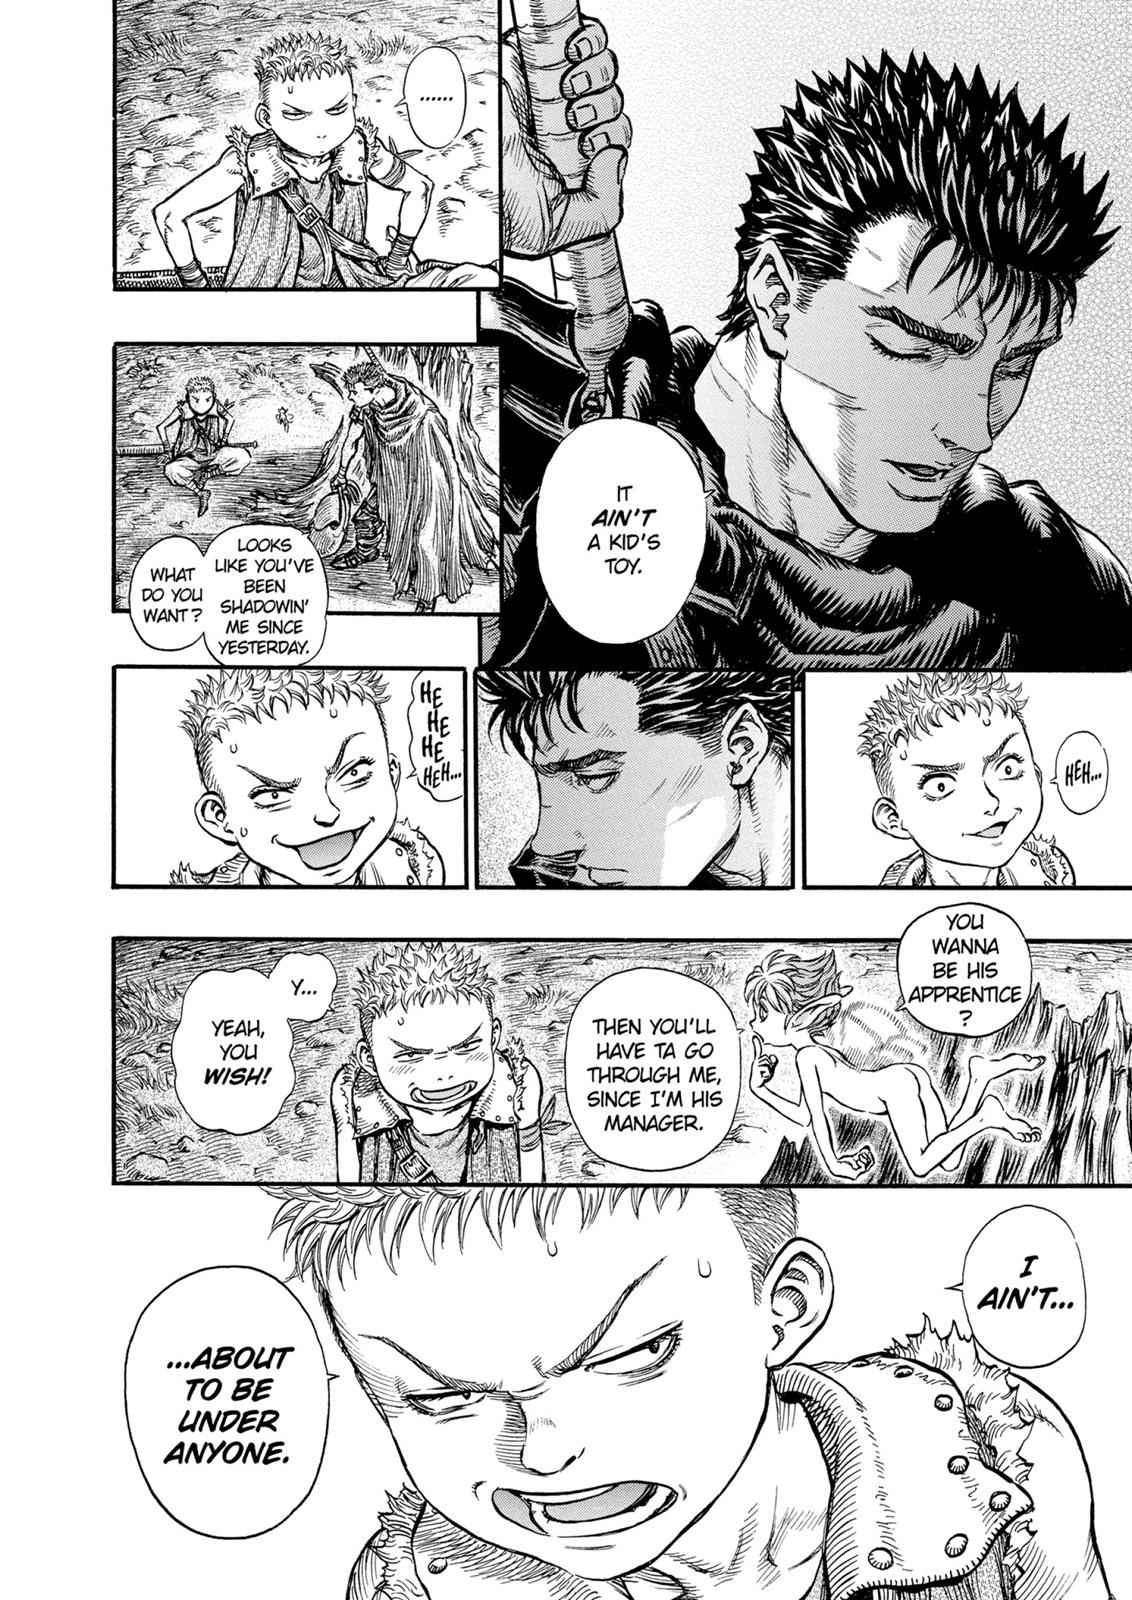 IT
AIN'T
A KID'S
TOY.
......
LOOKS
LIKE YOU'VE
BEEN
SHADOWIN'
ME SINCE
YESTERDAY.
WHAT
DO YOU
WANT?
HEH...
HE
HE
HE
HEH...
YOU
WANNA
BE HIS
APPRENTICE
?
THEN YOU'LL
HAVE TA GO
THROUGH ME,
SINCE I'M HIS
MANAGER.
Y...
YEAH,
YOU
WISH!
I
AIN'T...
...ABOUT
TO BE
UNDER
ANYONE.